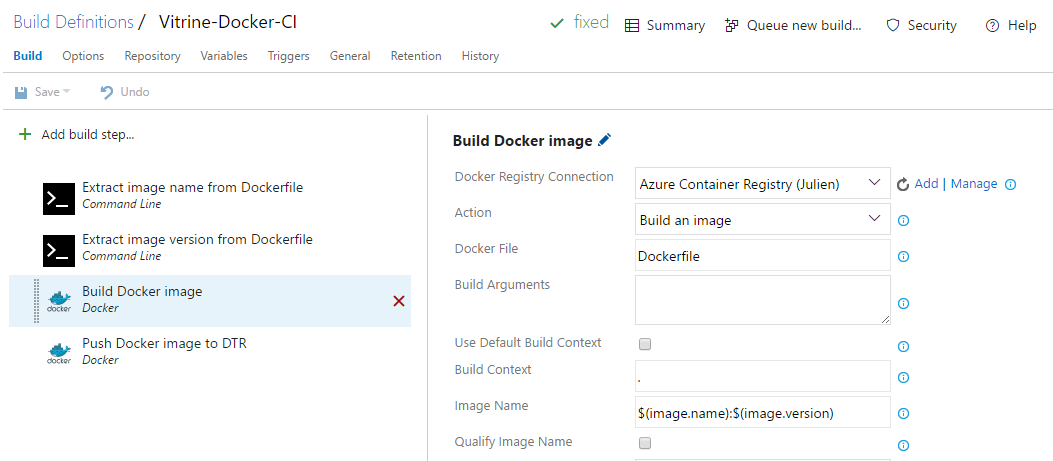 Build Definitions / Vitrine-Docker-CI
fixed Summary Queue new build... Security Help
Build Options Repository Variables Triggers General Retention History
Save Undo
Add build step...
Extract image name from Dockerfile
Command Line
Extract image version from Dockerfile
Command Line
Build Docker image
docker
Docker
Push Docker image to DTR
docker
Docker
Build Docker image
Docker Registry Connection Azure Container Registry (Julien) Add | Manage
Action Build an image
Docker File Dockerfile
Build Arguments
Use Default Build Context
Build Context .
Image Name $(image.name):$(image.version)
Qualify Image Name